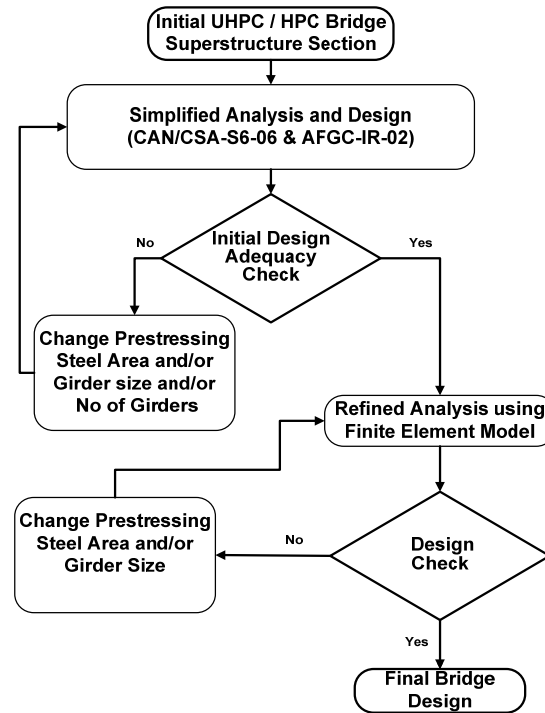 Initial UHPC / HPC Bridge
Superstructure Section
Simplified Analysis and Design
(CAN/CSA-S6-06 & AFGC-IR-02)
No
Initial Design
Adequacy
Check
Yes
Change Prestressing
Steel Area and/or
Girder size and/or
No of Girders
Refined Analysis using
Finite Element Model
Change Prestressing
Steel Area and/or
Girder Size
No
Design
Check
Yes
Final Bridge
Design